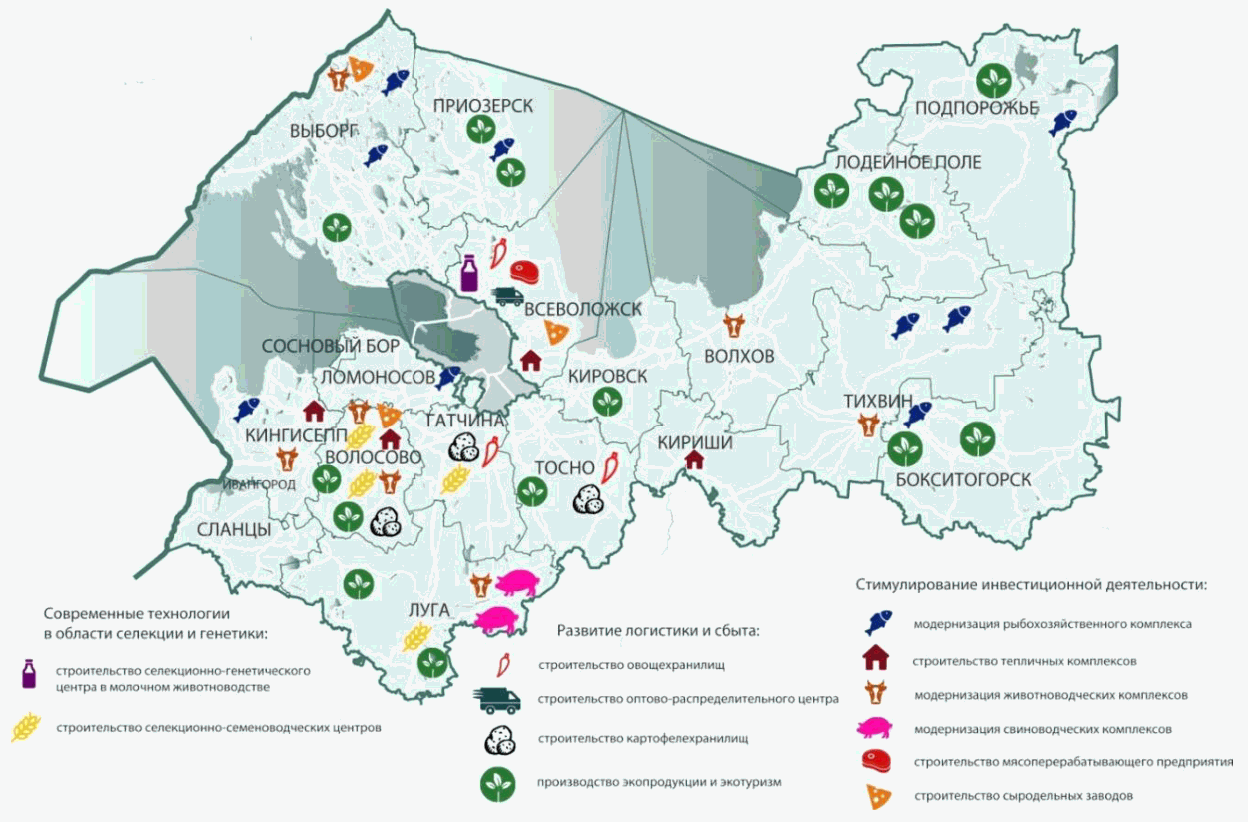 ПРИОЗЕРСК
ВЫБОРГ
ПОДПОРОЖЬЕ
ЛОДЕЙНОЕ ПОЛЕ
ВСЕВОЛОЖСК
СОСНОВЫЙ БОР
ЛОМОНОСОВ
КИРОВСК
ВОЛХОВ
ТИХВИН
ГАТЧИНА
КИНГИСЕПП
ВОЛОСОВО
ТОСНО
КИРИШИ
БОКСИТОГОРСК
ИВАНГОРОД
СЛАНЦЫ
ЛУГА
Современные технологии
в области селекции и генетики:
строительство селекционно-генетического
центра в молочном животноводстве
строительство селекционно-семеноводческих центров
Развитие логистики и сбыта:
строительство овощехранилищ
строительство оптово-распределительного центра
строительство картофелехранилищ
производство экопродукции и экотуризм
Стимулирование инвестиционной деятельности:
модернизация рыбохозяйственного комплекса
строительство тепличных комплексов
модернизация животноводческих комплексов
модернизация свиноводческих комплексов
строительство мясоперерабатывающего предприятия
строительство сыродельных заводов